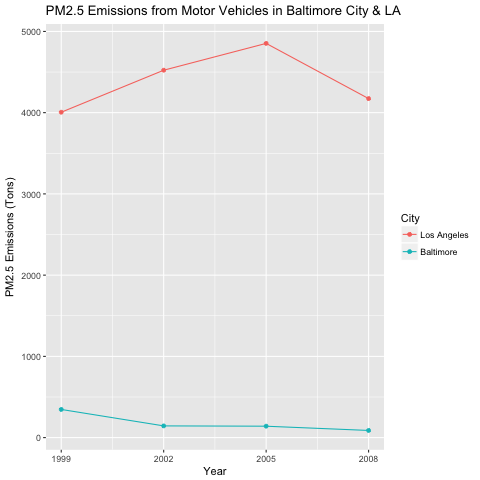 PM2.5 Emissions from Motor Vehicles in Baltimore City & LA
PM2.5 Emissions (Tons)
5000
4000
3000
2000
1000
0
1999
2002
2005
2008
Year
City
Los Angeles
Baltimore